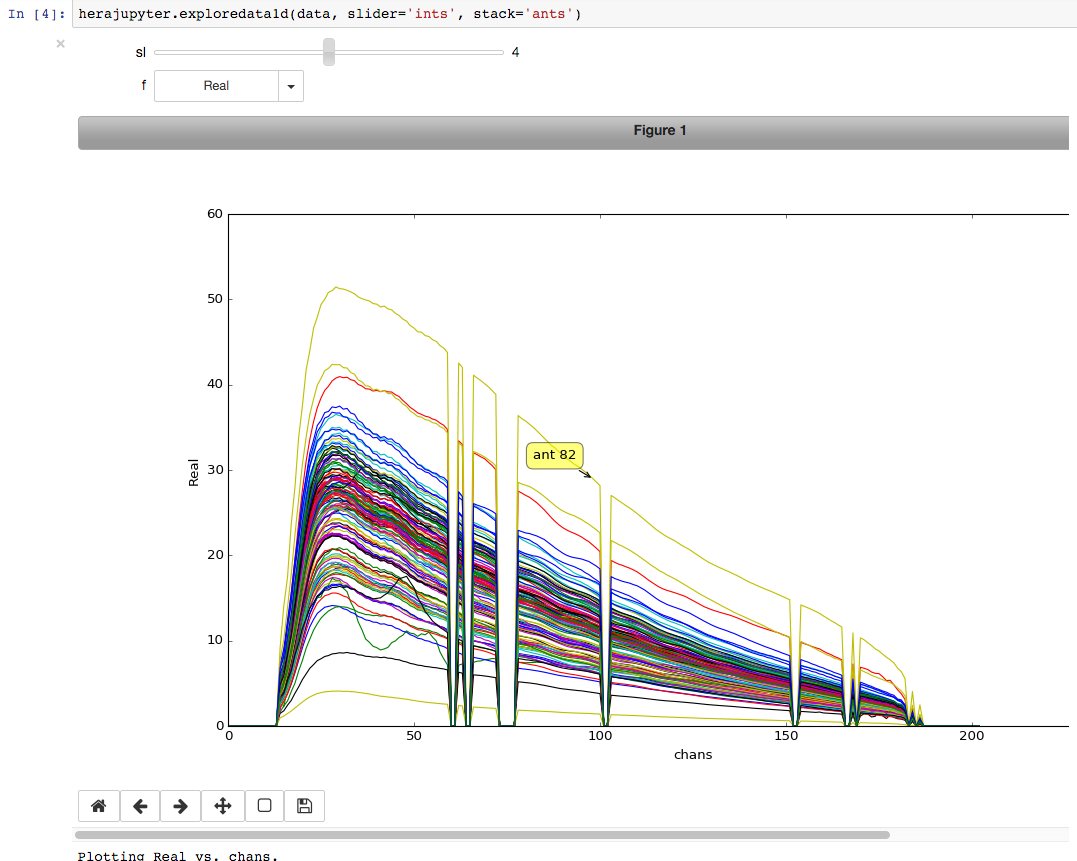 In [4]: herajupyter.exploredata1d(data, slider='ints', stack='ants')
×
sl 4
f Real
Figure 1
60
50
40
30
20
10
0
Real
ant 82
0 50 100 150 200
chans
Plotting Real vs. chans.